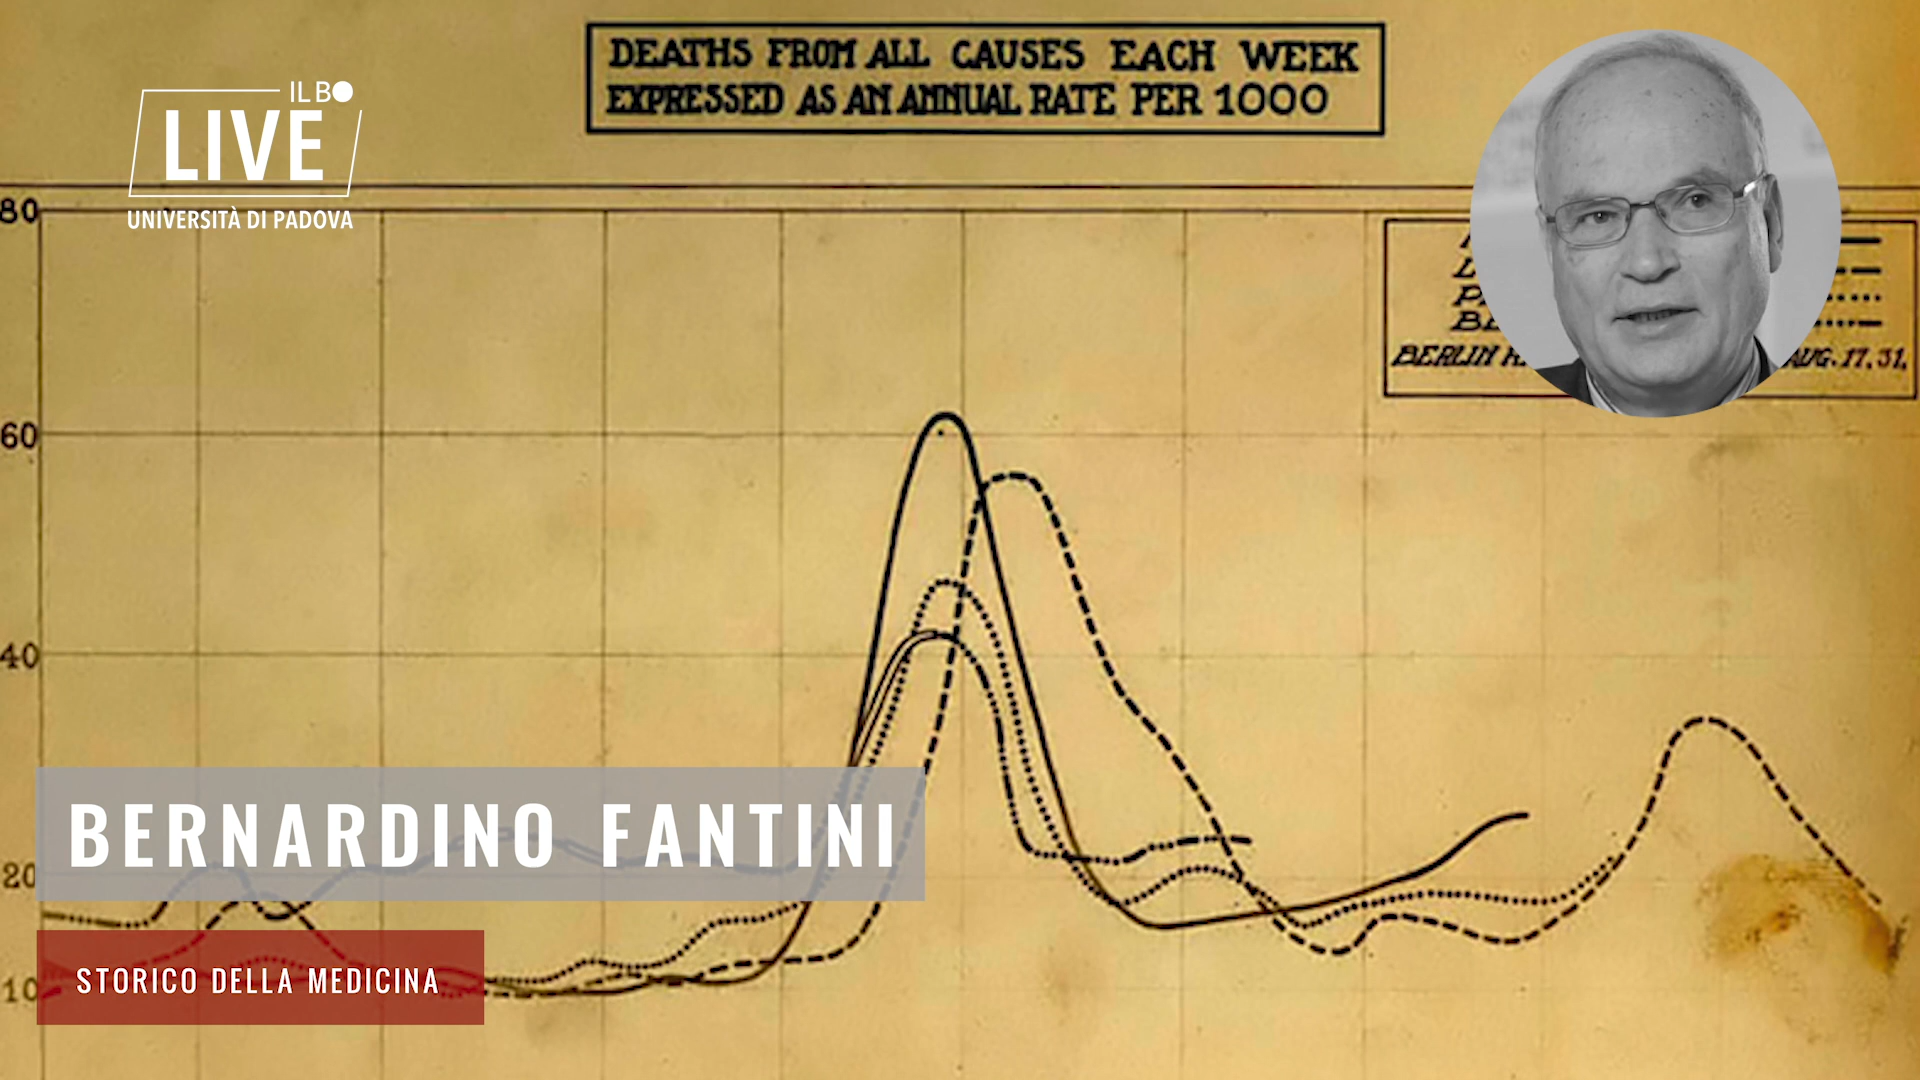 DEATHS FROM ALL CAUSES EACH WEEK
EXPRESSED AS AN ANNUAL RATE PER 1000
IL BO
LIVE
UNIVERSITÀ DI PADOVA
80
60
40
20
10
BERLIN
AUG. 17. 31.
BERNARDINO FANTINI
STORICO DELLA MEDICINA